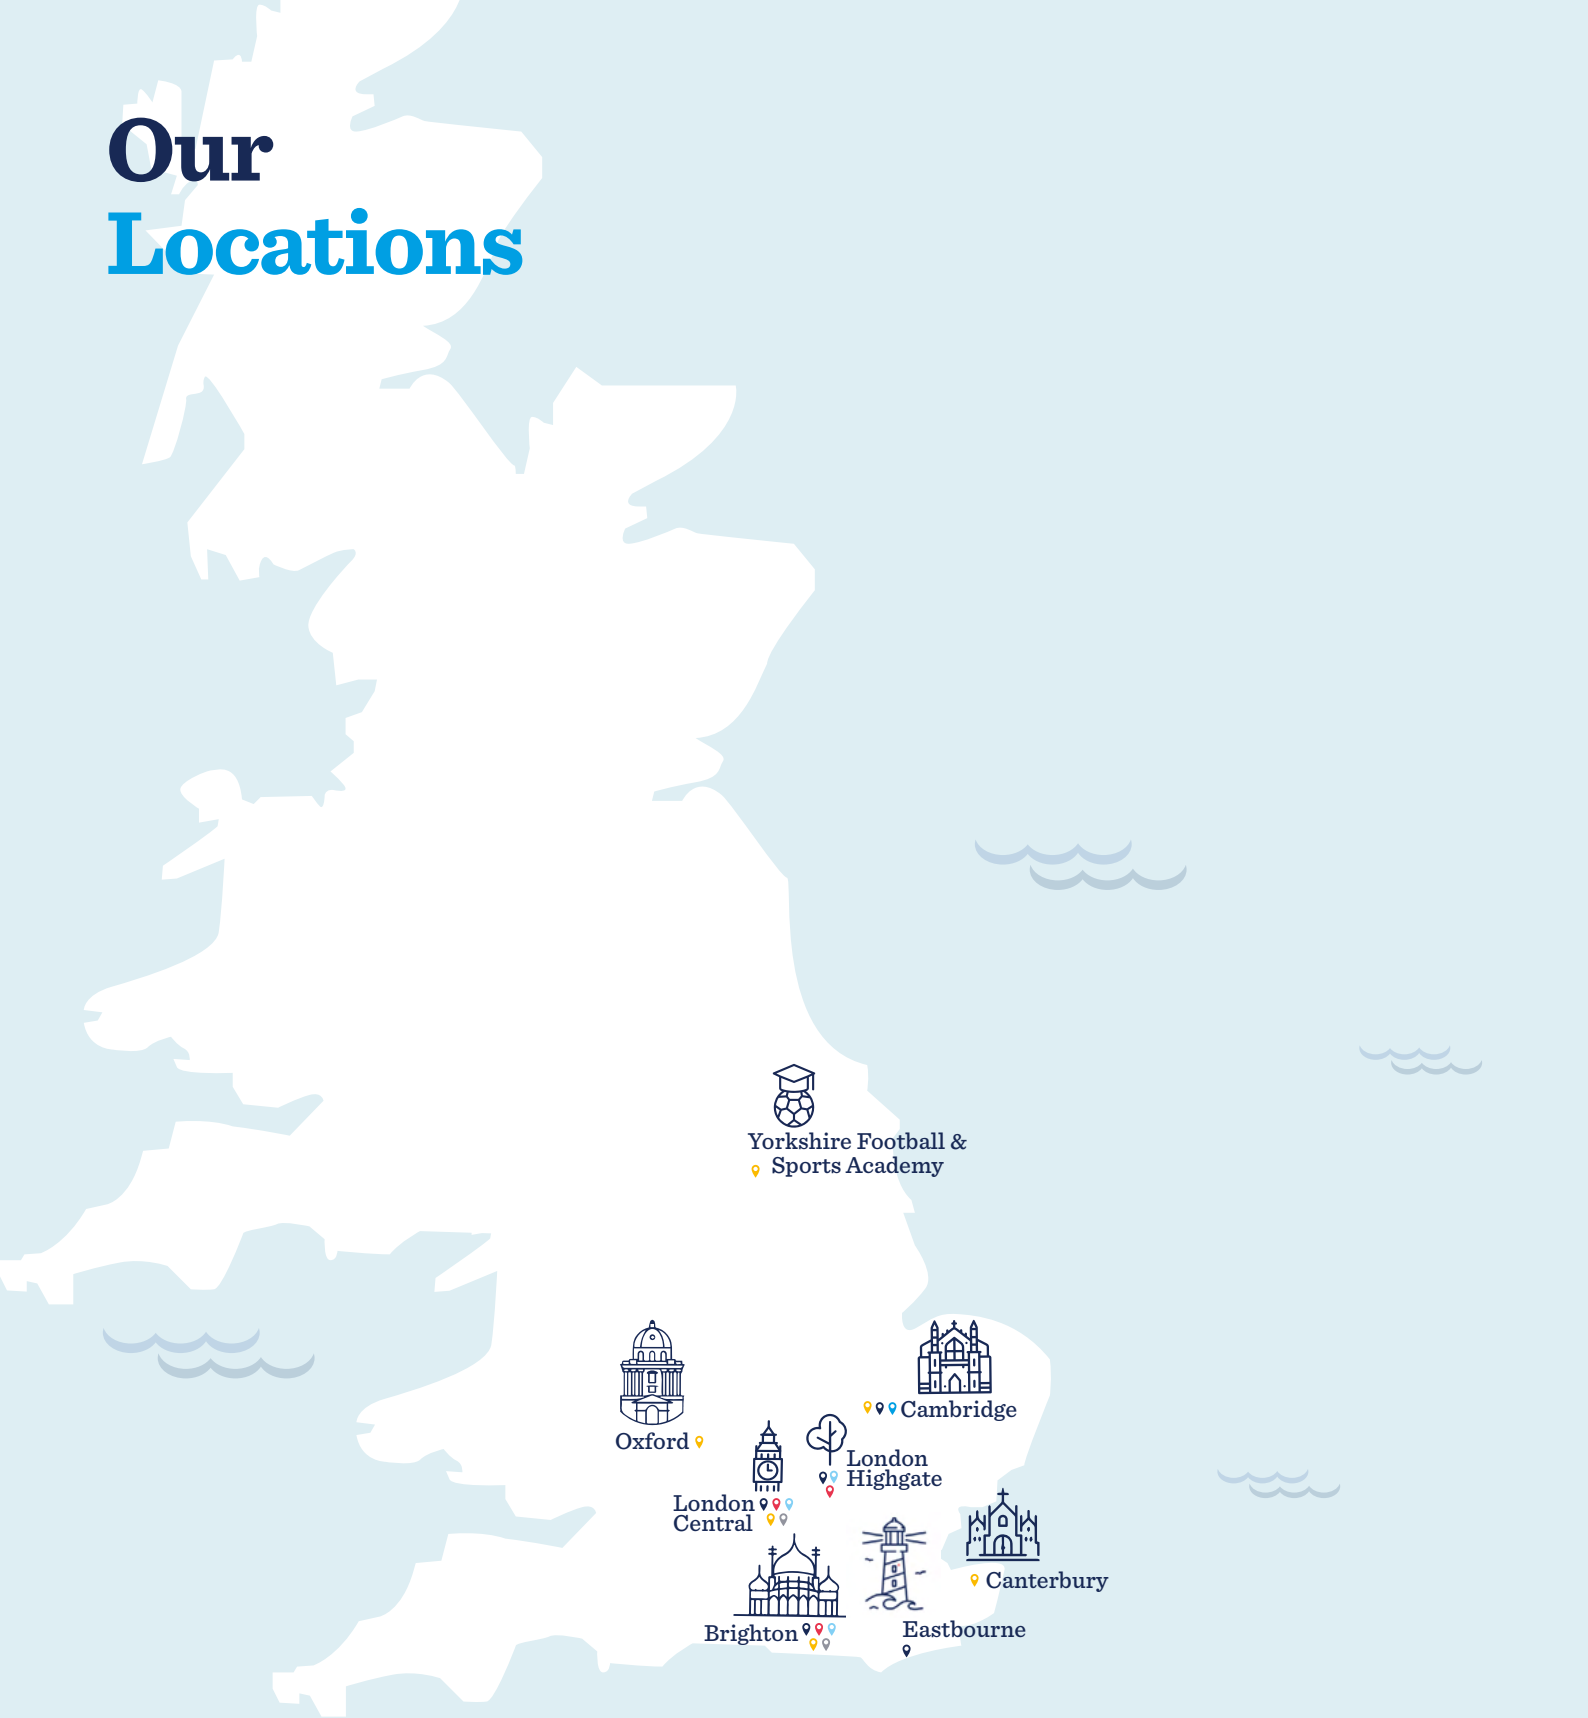 Our
Locations
Yorkshire Football &
Sports Academy
Oxford
Cambridge
London
Highgate
London
Central
Canterbury
Brighton
Eastbourne